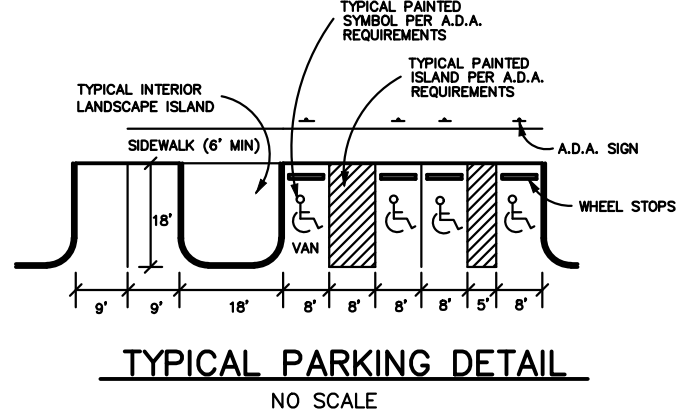 TYPICAL PAINTED
SYMBOL PER A.D.A.
REQUIREMENTS
TYPICAL PAINTED
ISLAND PER A.D.A.
REQUIREMENTS
TYPICAL INTERIOR
LANDSCAPE ISLAND
SIDEWALK (6' MIN)
A.D.A. SIGN
WHEEL STOPS
18'
VAN
9' 9' 18' 8' 8' 8' 8' 5' 8'
TYPICAL PARKING DETAIL
NO SCALE